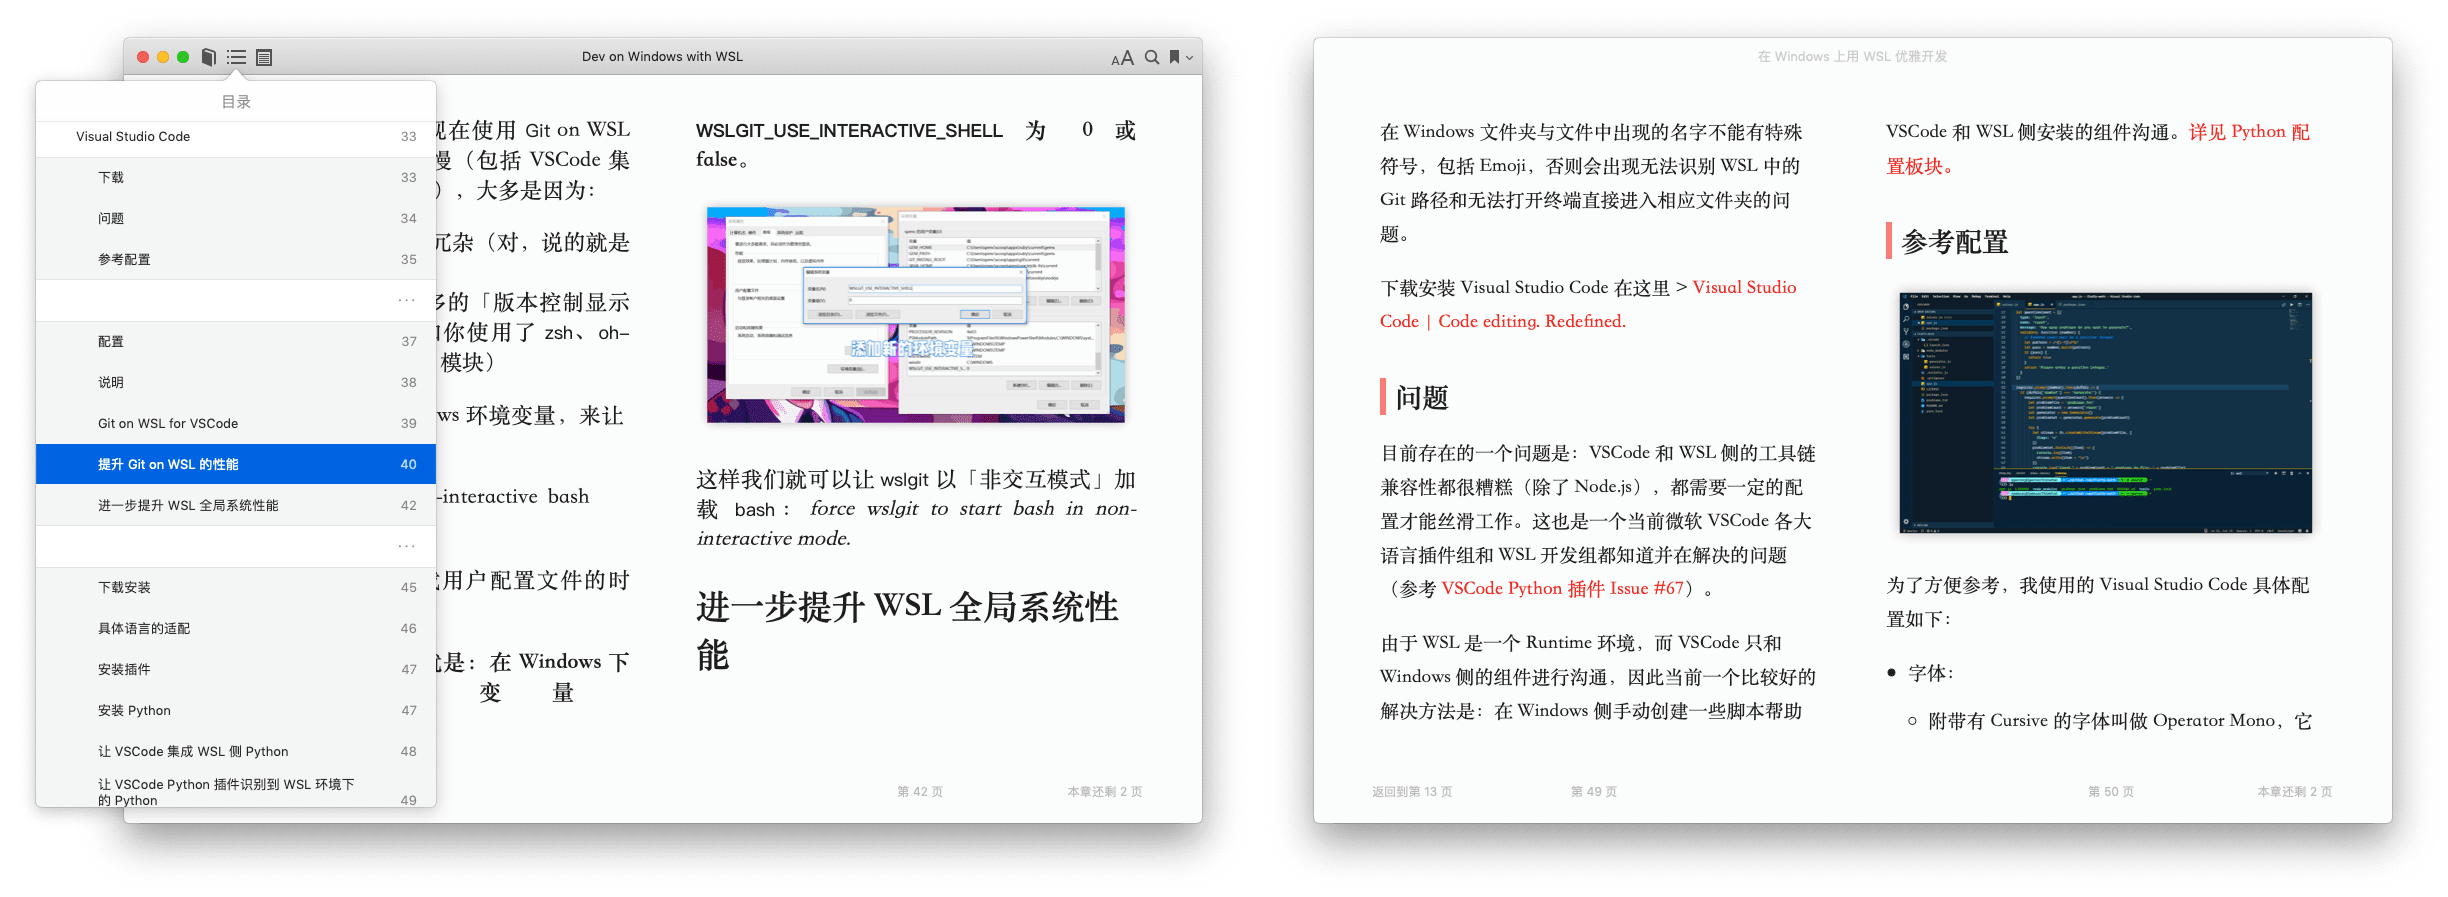 Dev on Windows with WSL
AA
目录
Visual Studio Code 33
下载 33
问题 34
参考配置 35
...
配置 37
说明 38
Git on WSL for VSCode 39
提升 Git on WSL 的性能 40
进一步提升 WSL 全局系统性能 42
...
下载安装 45
具体语言的适配 46
安装插件 47
安装 Python 47
让 VSCode 集成 WSL 侧 Python 48
让 VSCode Python 插件识别到 WSL 环境下
的 Python 49
在使用 Git on WSL
慢（包括 VSCode 集
），大多是因为：
冗杂（对，说的就是
多的「版本控制显示
你使用了 zsh、oh-
模块）
ws 环境变量，来让
-interactive bash
用户配置文件的时
是：在 Windows 下
变 量
WSLGIT_USE_INTERACTIVE_SHELL 为 0 或
false。
WSLGIT_USE_INTERACTIVE_SHELL
添加新的环境变量
这样我们就可以让 wslgit 以「非交互模式」加
载 bash：force wslgit to start bash in non-
interactive mode.
进一步提升 WSL 全局系统性
能
第 42 页
本章还剩 2 页
在 Windows 上用 WSL 优雅开发
在 Windows 文件夹与文件中出现的名字不能有特殊
符号，包括 Emoji，否则会出现无法识别 WSL 中的
Git 路径和无法打开终端直接进入相应文件夹的问
题。
下载安装 Visual Studio Code 在这里 > Visual Studio
Code | Code editing. Redefined.
问题
目前存在的一个问题是：VSCode 和 WSL 侧的工具链
兼容性都很糟糕（除了 Node.js），都需要一定的配
置才能丝滑工作。这也是一个当前微软 VSCode 各大
语言插件组和 WSL 开发组都知道并在解决的问题
（参考 VSCode Python 插件 Issue #67）。
由于 WSL 是一个 Runtime 环境，而 VSCode 只和
Windows 侧的组件进行沟通，因此当前一个比较好的
解决方法是：在 Windows 侧手动创建一些脚本帮助
返回到第 13 页
第 49 页
VSCode 和 WSL 侧安装的组件沟通。详见 Python 配
置板块。
参考配置
为了方便参考，我使用的 Visual Studio Code 具体配
置如下：
● 字体：
○ 附带有 Cursive 的字体叫做 Operator Mono，它
第 50 页
本章还剩 2 页